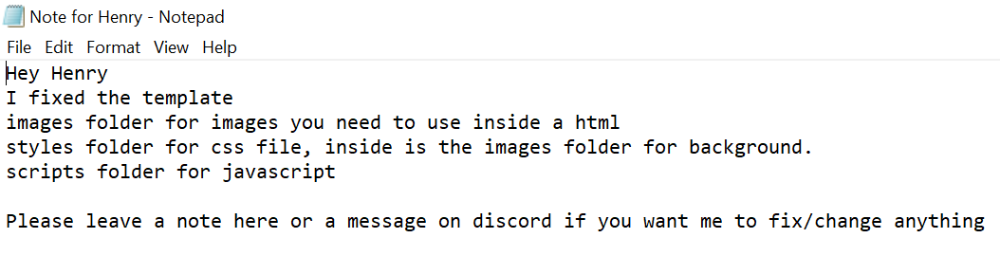 Note for Henry - Notepad
File Edit Format View Help
Hey Henry
I fixed the template
images folder for images you need to use inside a html
styles folder for css file, inside is the images folder for background.
scripts folder for javascript
Please leave a note here or a message on discord if you want me to fix/change anything